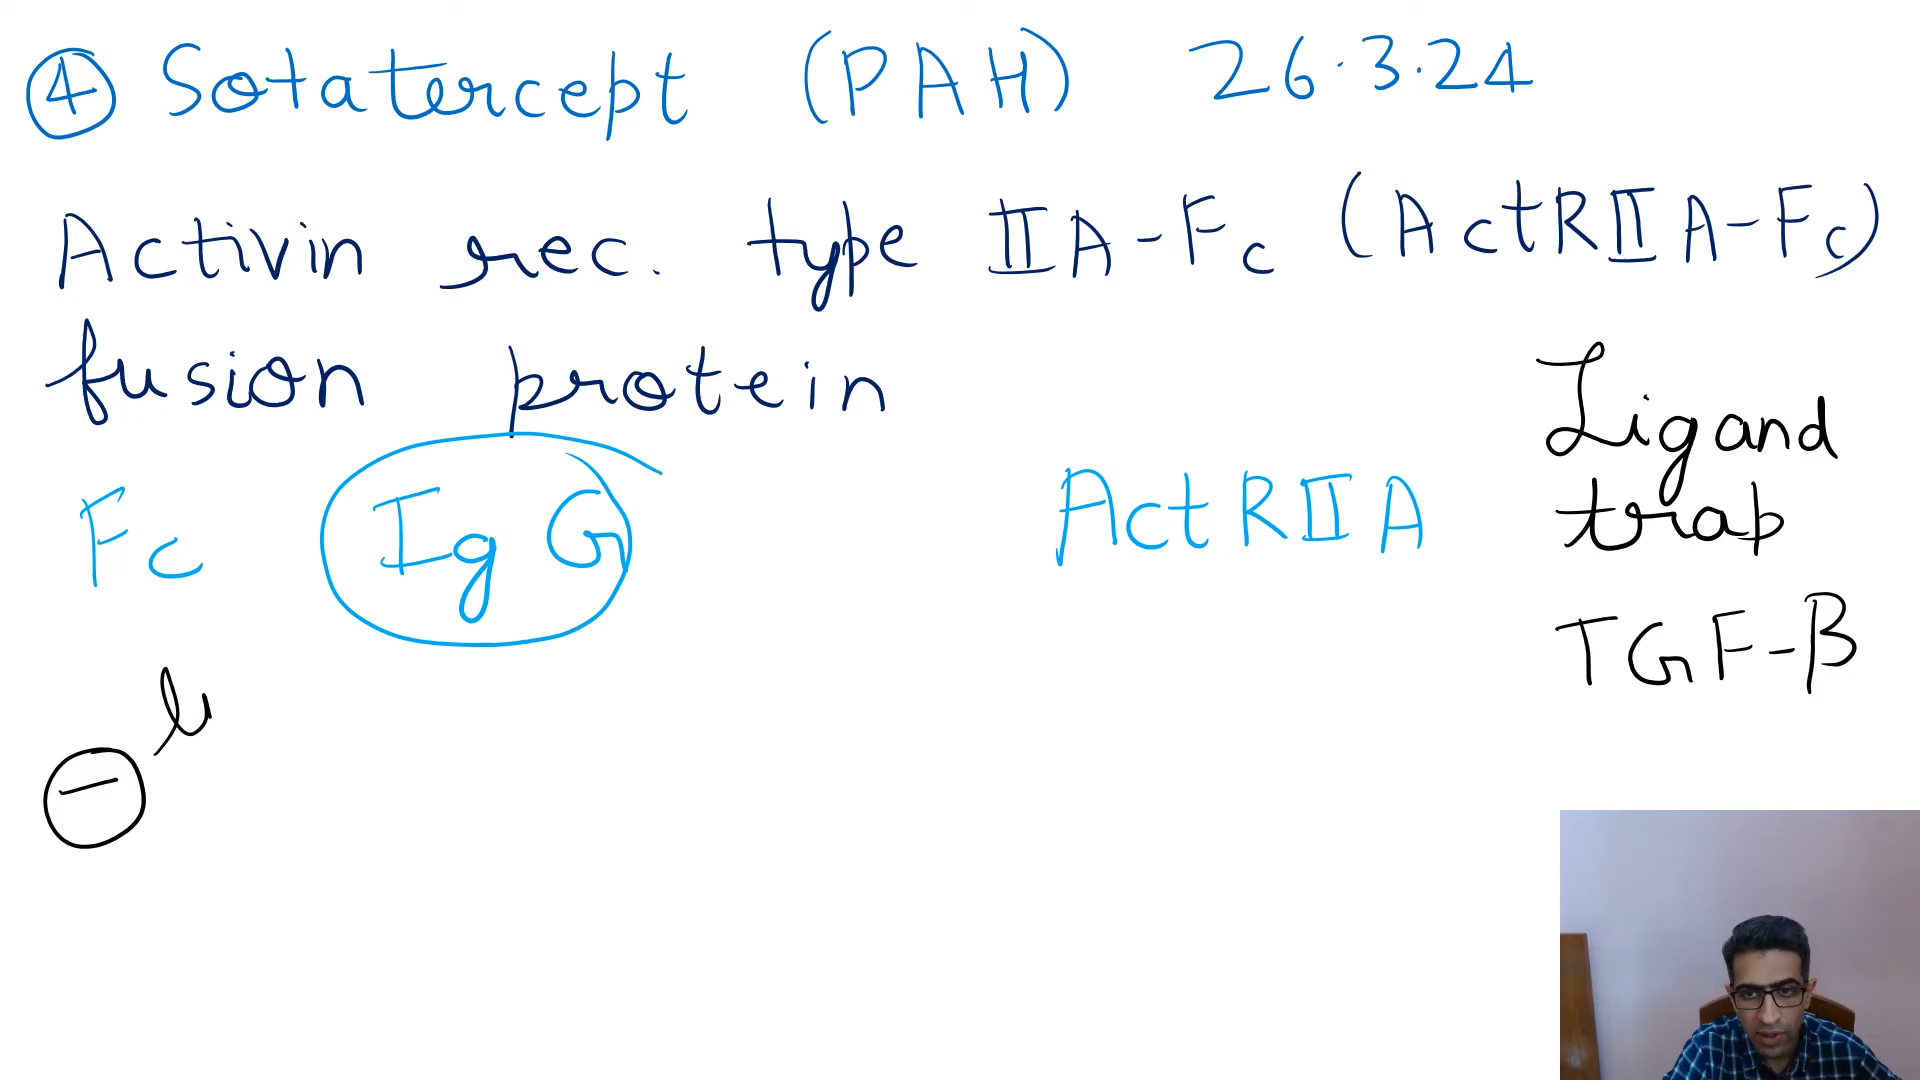 ④ Sotatercept (PAH) 26.3.24
Activin rec. type IIA-Fc (ActRIIA-Fc)
fusion protein
Ligand
trap
Fc IgG ActRIIA
TGF-β
⊖